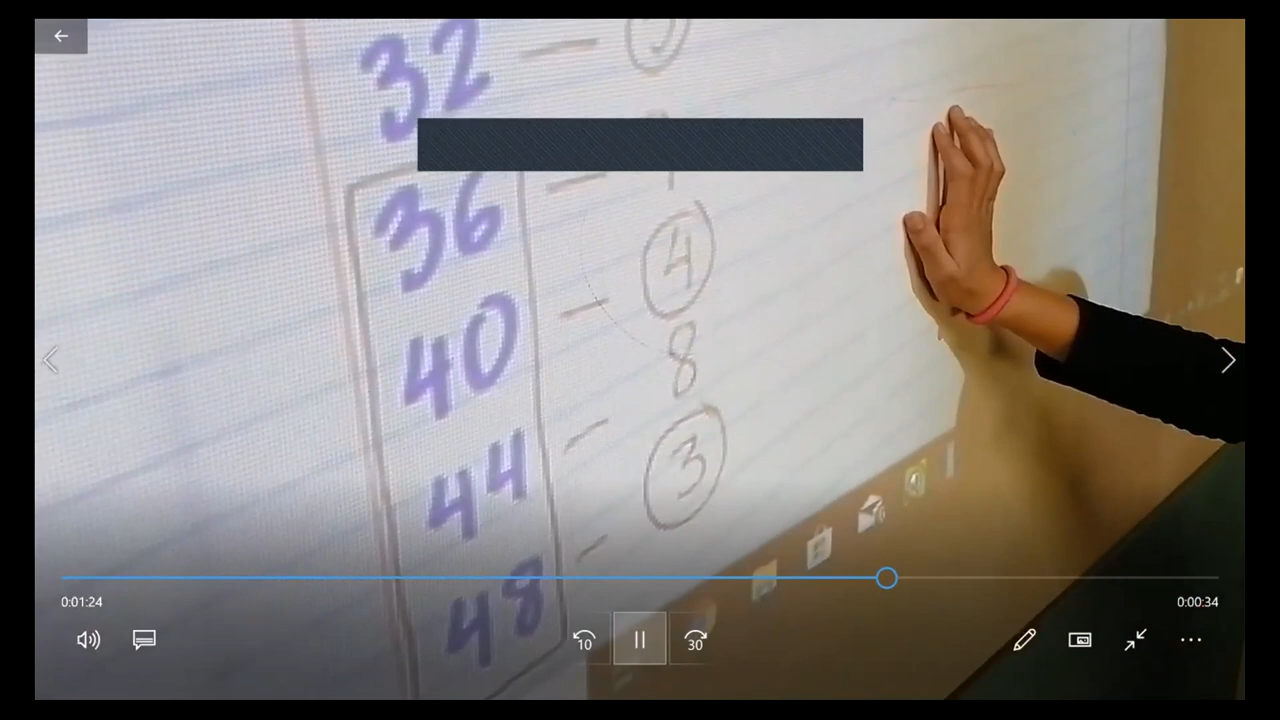 32 —
36 —
40 — 4
44 — 8
48 — 3
0:01:24 0:00:34
10 30